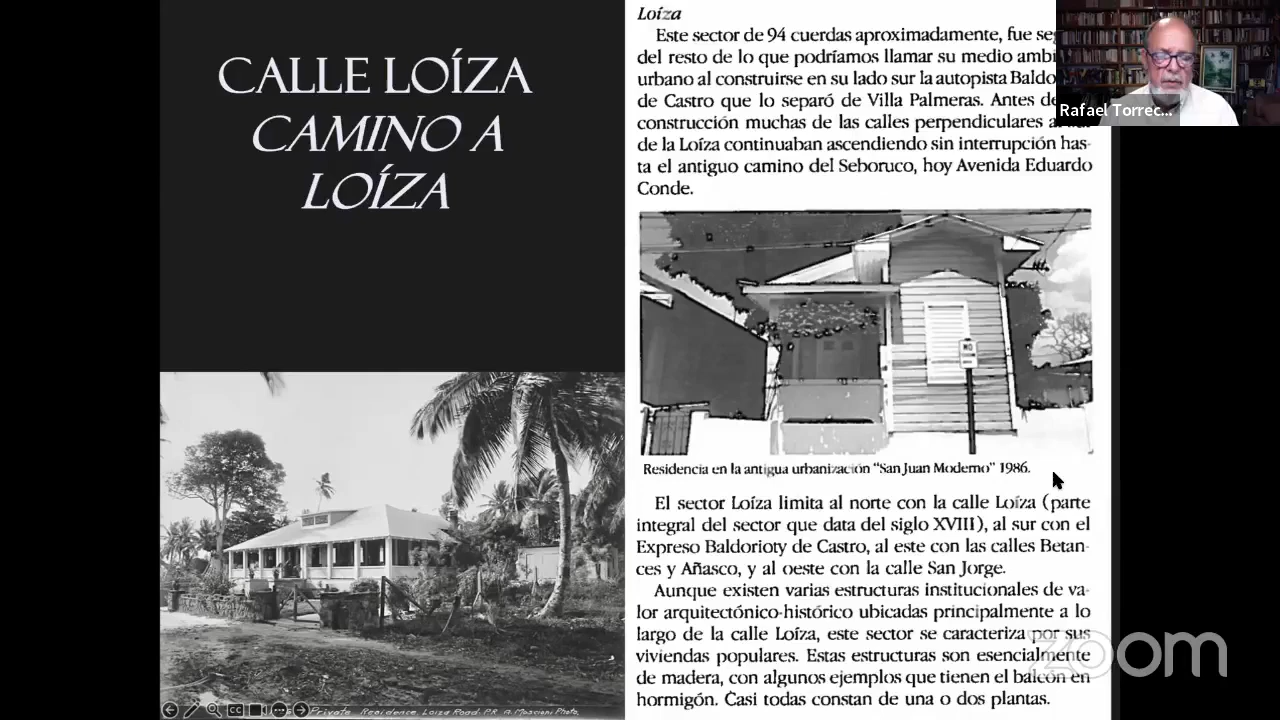 CALLE LOÍZA
CAMINO A
LOÍZA
Private Residence Loiza Road. P.R. A. Moscioni Photo.
Loíza
Este sector de 94 cuerdas aproximadamente, fue
del resto de lo que podríamos llamar su medio
urbano al construirse en su lado sur la autopista
de Castro que lo separó de Villa Palmeras. Antes
construcción muchas de las calles perpendiculares
de la Loíza continuaban ascendiendo sin interrupción has-
ta el antiguo camino del Seboruco, hoy Avenida Eduardo
Conde.
NO
Residencia en la antigua urbanización “San Juan Moderno” 1986.
El sector Loíza limita al norte con la calle Loíza (parte
integral del sector que data del siglo XVIII), al sur con el
Expreso Baldorioty de Castro, al este con las calles Betan-
ces y Añasco, y al oeste con la calle San Jorge.
Aunque existen varias estructuras institucionales de va-
lor arquitectónico-histórico ubicadas principalmente a lo
largo de la calle Loíza, este sector se caracteriza por sus
viviendas populares. Estas estructuras son esencialmente
de madera, con algunos ejemplos que tienen el balcón en
hormigón. Casi todas constan de una o dos plantas.
Rafael Torrec...
zoom
CC